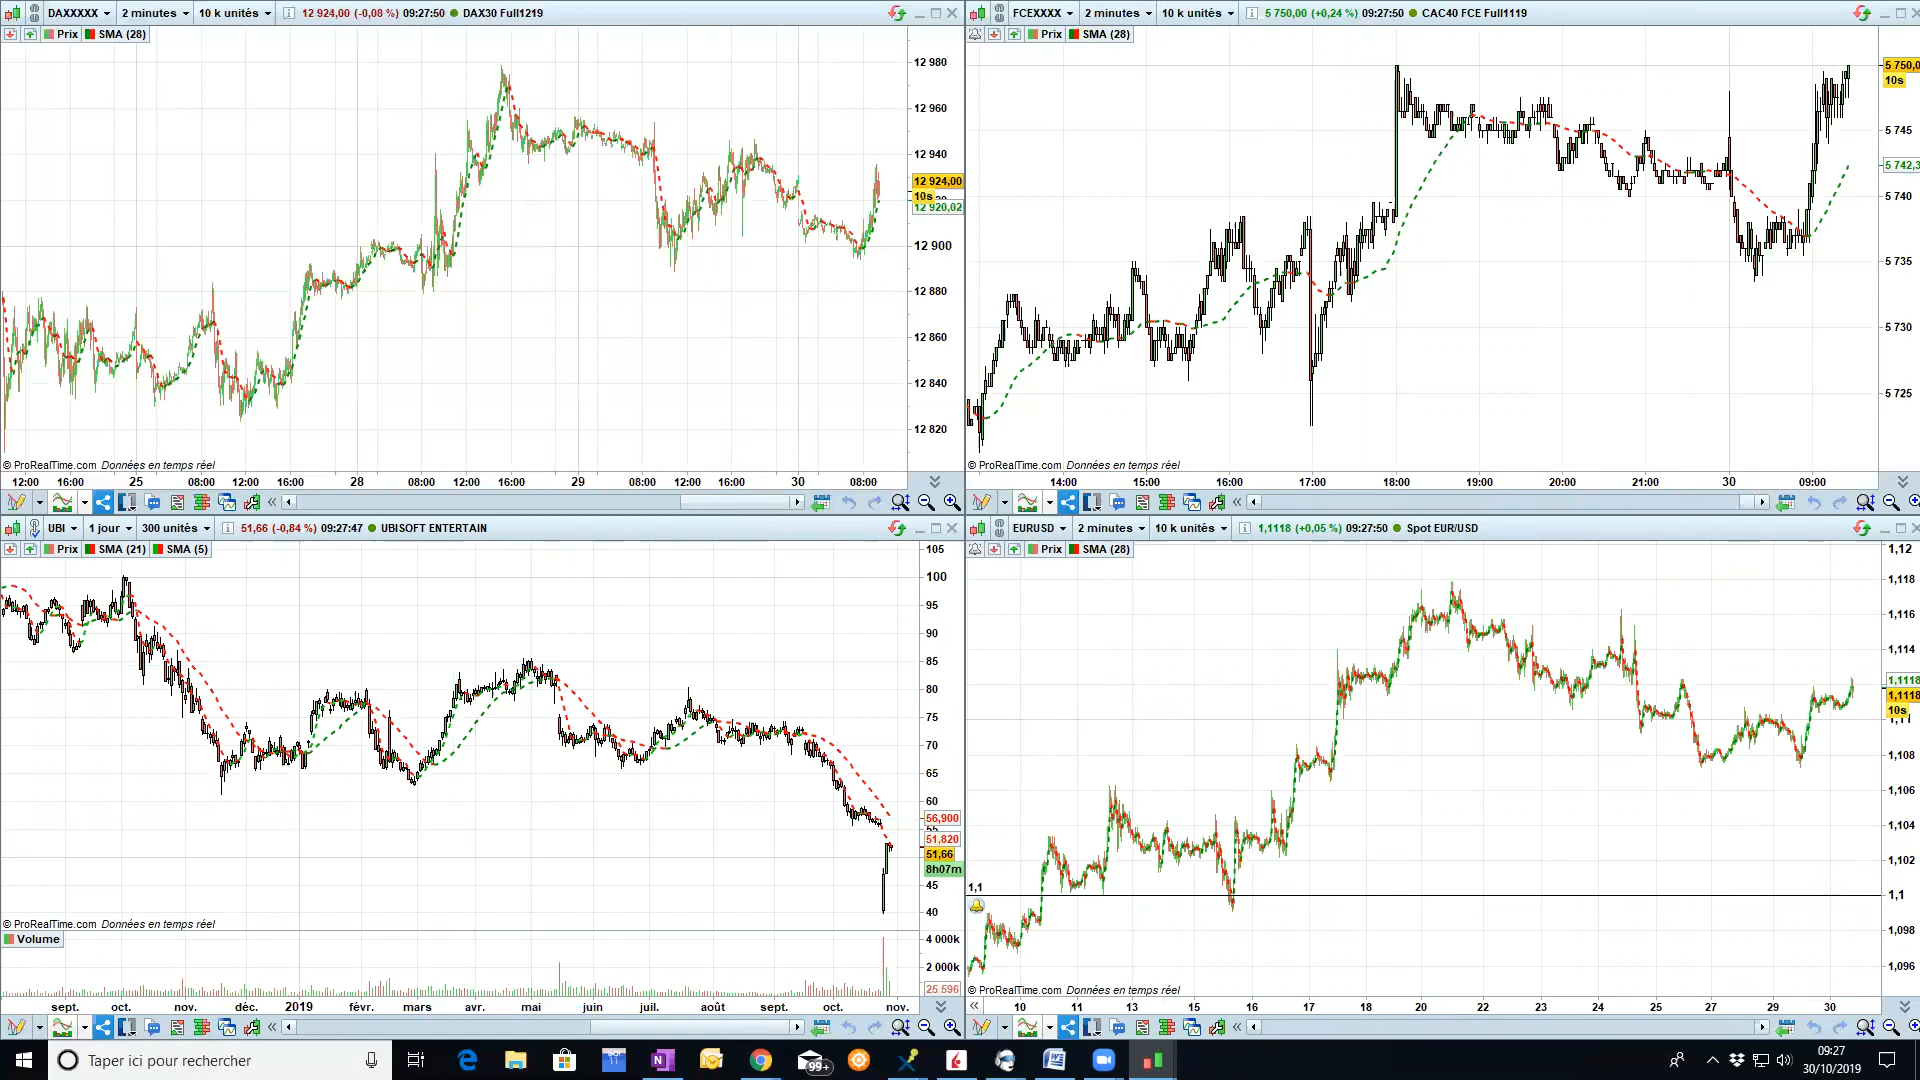 DAXXXXX 2 minutes 10 k unités 12 924,00 (-0,08 %) 09:27:50 DAX30 Full1219
Prix SMA (28)
12 980
12 960
12 940
12 924,00
10s
12 920,02
12 900
12 880
12 860
12 840
12 820
© ProRealTime.com Données en temps réel
12:00 16:00 25 08:00 12:00 16:00 28 08:00 12:00 16:00 29 08:00 12:00 16:00 30 08:00
FCEXXXX 2 minutes 10 k unités 5 750,00 (+0,24 %) 09:27:50 CAC40 FCE Full1119
Prix SMA (28)
5 750,0
10s
5 745
5 742,3
5 740
5 735
5 730
5 725
© ProRealTime.com Données en temps réel
14:00 15:00 16:00 17:00 18:00 19:00 20:00 21:00 30 09:00
UBI 1 jour 300 unités 51,66 (-0,84 %) 09:27:47 UBISOFT ENTERTAIN
Prix SMA (21) SMA (5)
105
100
95
90
85
80
75
70
65
60
56,900
55
51,820
51,66
8h07m
45
40
© ProRealTime.com Données en temps réel
Volume
4 000k
2 000k
25 596
sept. oct. nov. déc. 2019 févr. mars avr. mai juin juil. août sept. oct. nov.
EURUSD 2 minutes 10 k unités 1,1118 (+0,05 %) 09:27:50 Spot EUR/USD
Prix SMA (28)
1,12
1,118
1,116
1,114
1,1118
1,1118
10s
1,11
1,108
1,106
1,104
1,102
1,1
1,1
1,098
1,096
© ProRealTime.com Données en temps réel
10 11 13 15 16 17 18 20 22 23 24 25 27 29 30
Taper ici pour rechercher
99+
09:27
30/10/2019